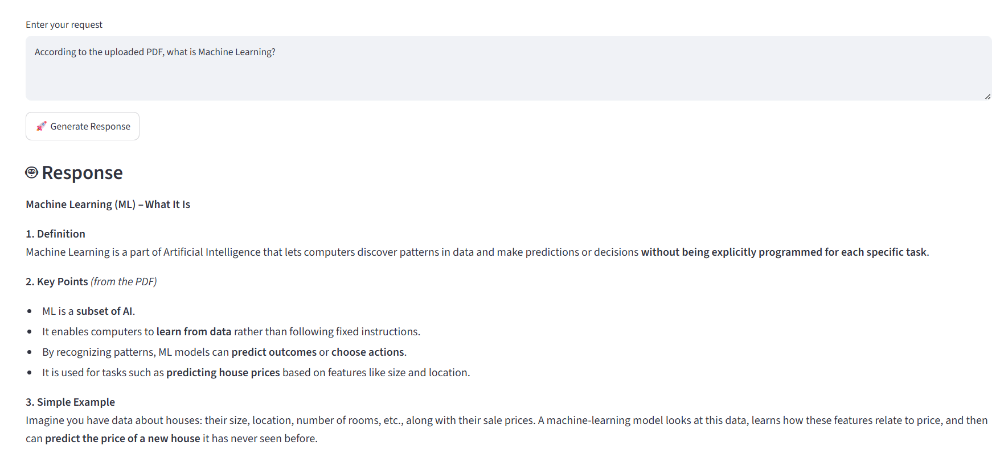 Enter your request
According to the uploaded PDF, what is Machine Learning?
🚀 Generate Response
Response
Machine Learning (ML) – What It Is
1. Definition
Machine Learning is a part of Artificial Intelligence that lets computers discover patterns in data and make predictions or decisions without being explicitly programmed for each specific task.
2. Key Points (from the PDF)
• ML is a subset of AI.
• It enables computers to learn from data rather than following fixed instructions.
• By recognizing patterns, ML models can predict outcomes or choose actions.
• It is used for tasks such as predicting house prices based on features like size and location.
3. Simple Example
Imagine you have data about houses: their size, location, number of rooms, etc., along with their sale prices. A machine-learning model looks at this data, learns how these features relate to price, and then
can predict the price of a new house it has never seen before.